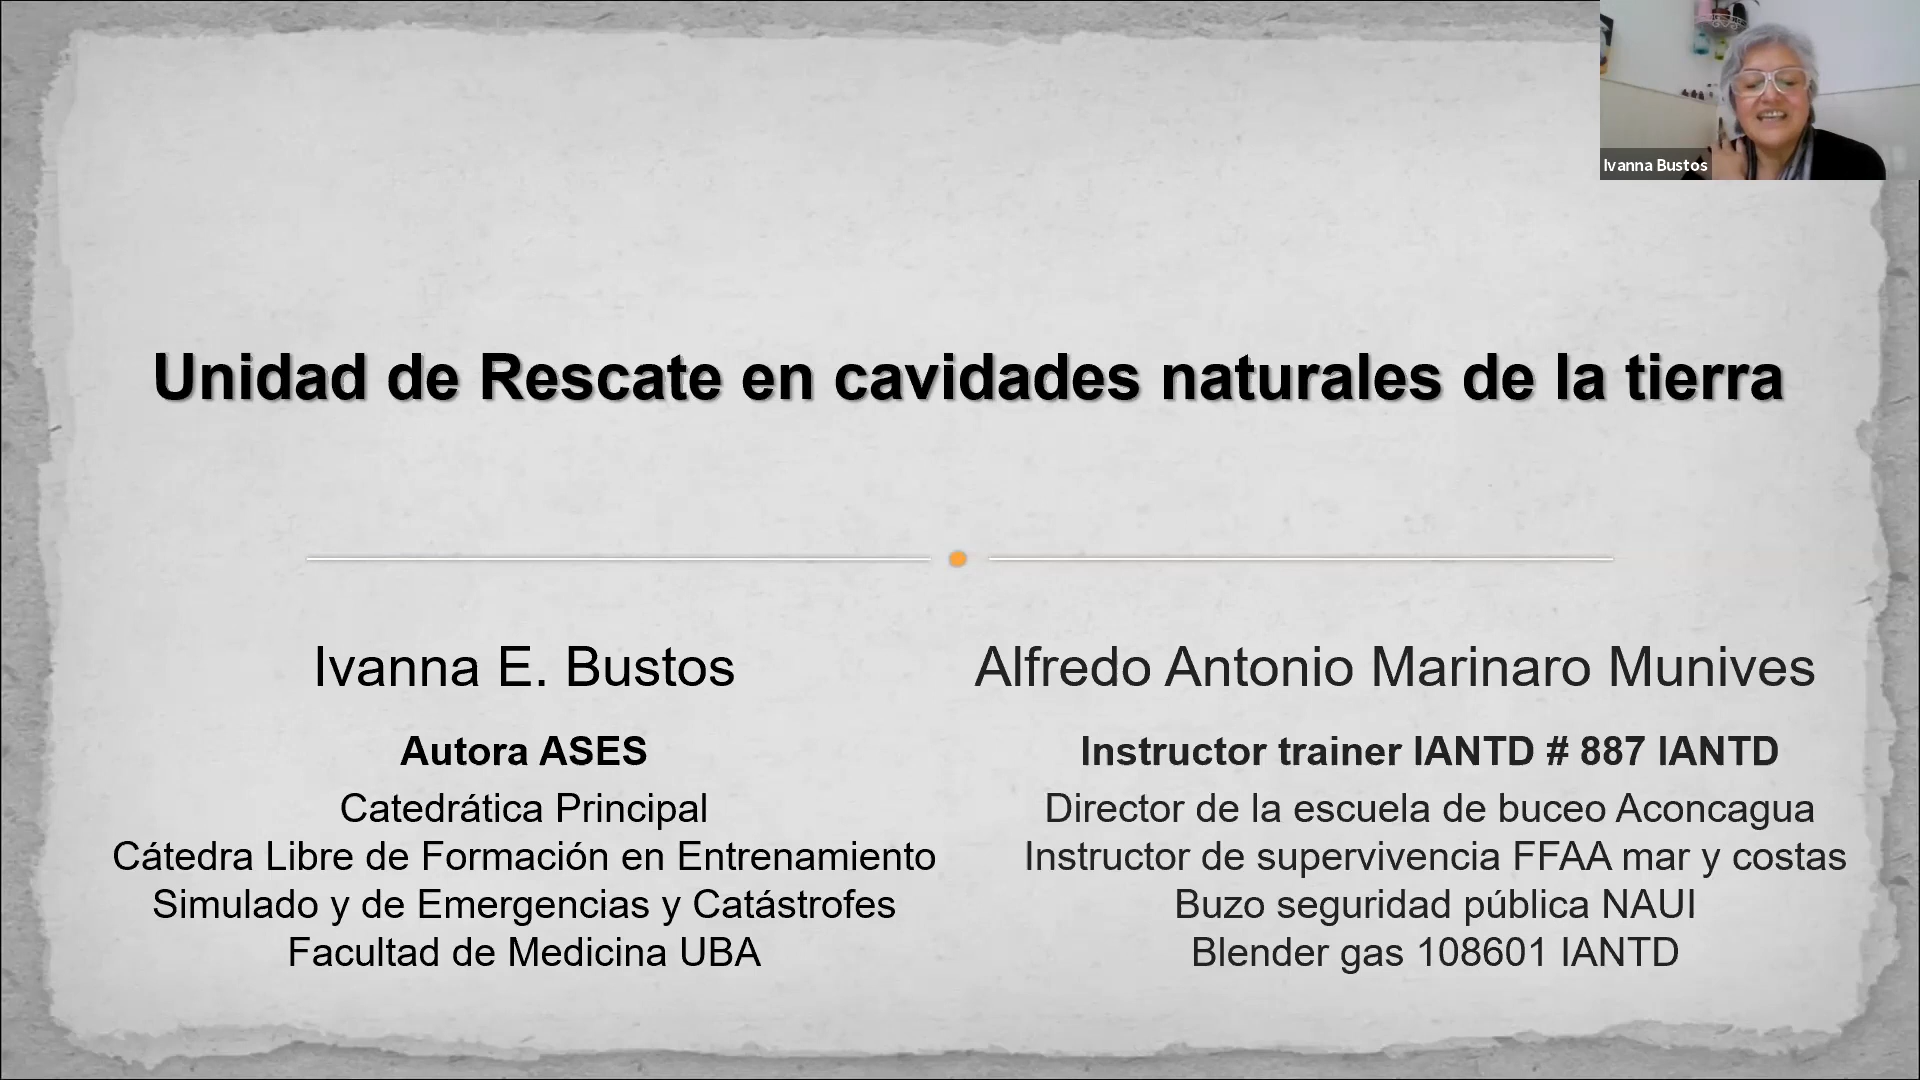 Ivanna Bustos
Unidad de Rescate en cavidades naturales de la tierra
Ivanna E. Bustos
Autora ASES
Catedrática Principal
Cátedra Libre de Formación en Entrenamiento
Simulado y de Emergencias y Catástrofes
Facultad de Medicina UBA
Alfredo Antonio Marinaro Munives
Instructor trainer IANTD # 887 IANTD
Director de la escuela de buceo Aconcagua
Instructor de supervivencia FFAA mar y costas
Buzo seguridad pública NAUI
Blender gas 108601 IANTD